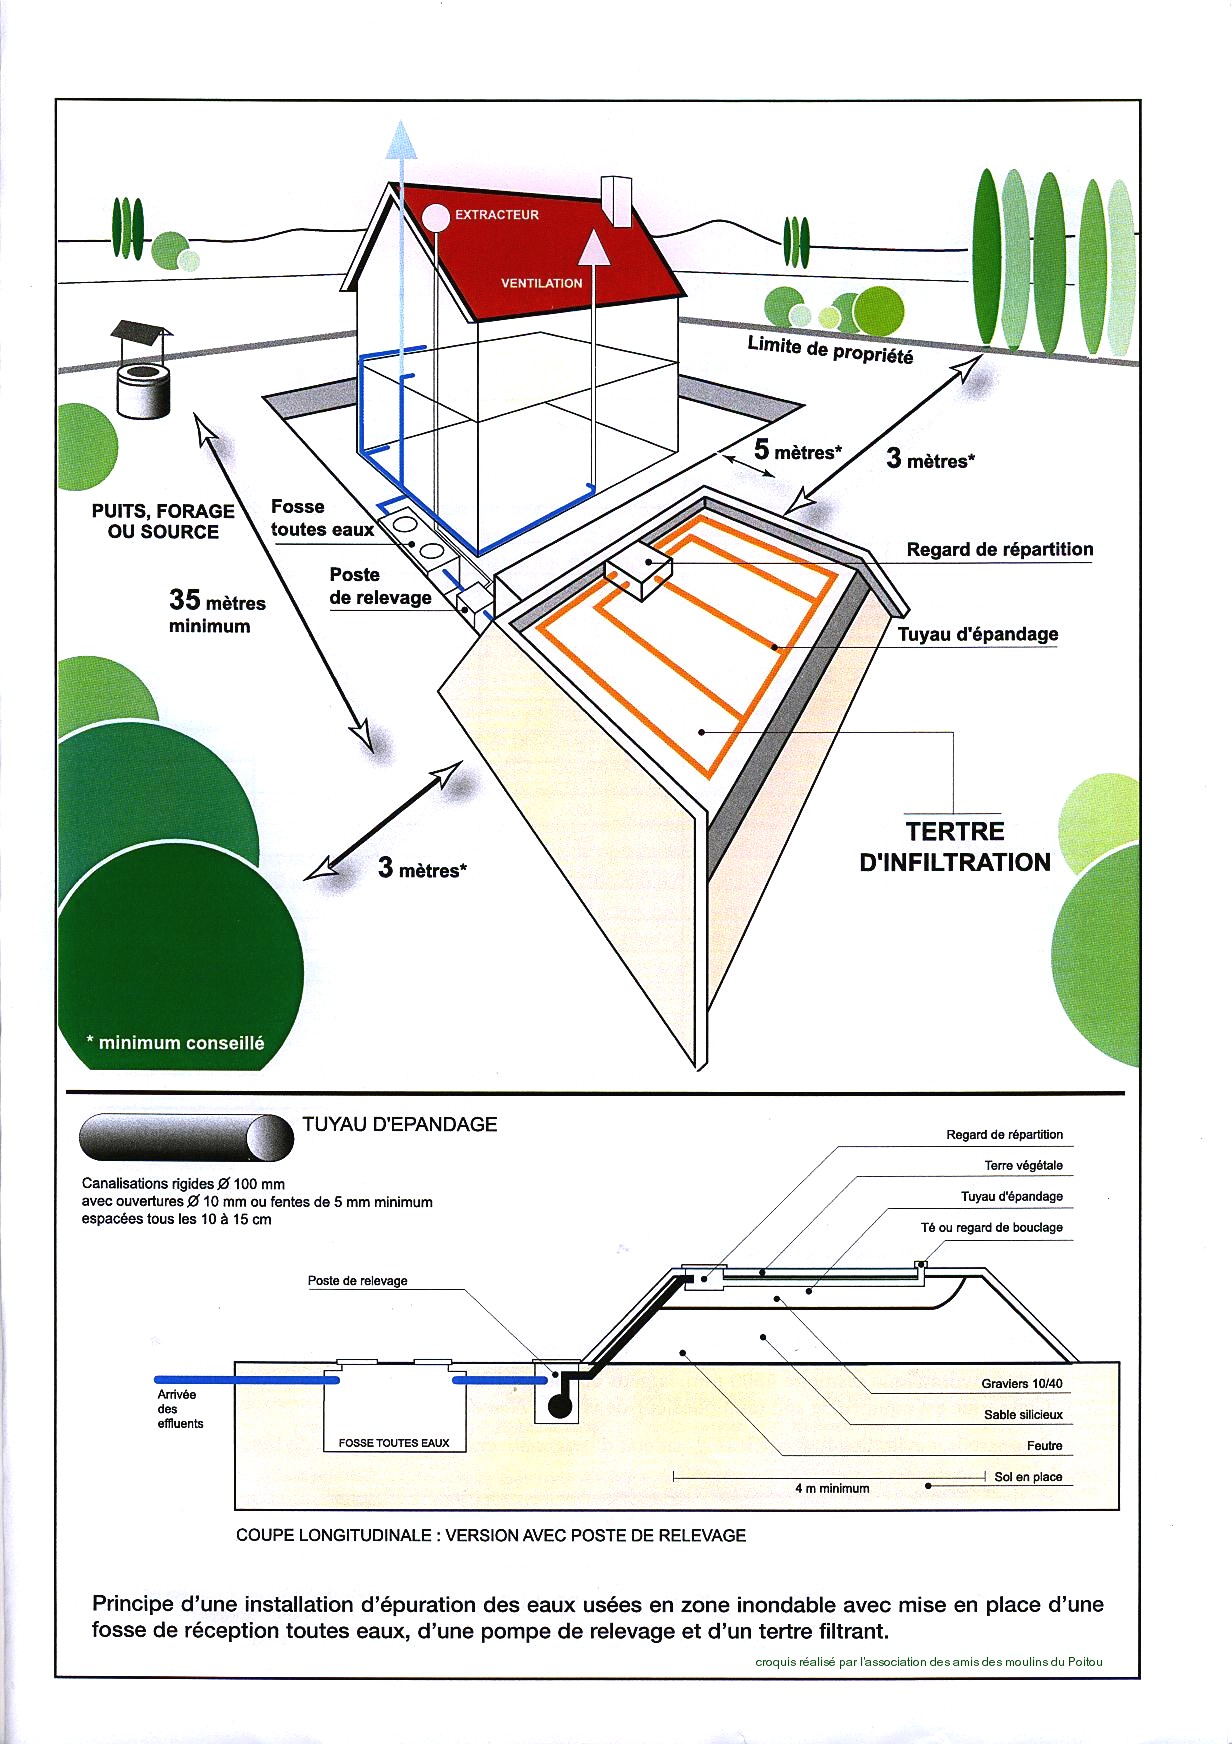 EXTRACTEUR
VENTILATION
Limite de propriété
5 mètres*
3 mètres*
PUITS, FORAGE
OU SOURCE
Fosse
toutes eaux
Poste
de relevage
35 mètres
minimum
Regard de répartition
Tuyau d'épandage
TERTRE
D'INFILTRATION
3 mètres*
* minimum conseillé
TUYAU D'EPANDAGE
Canalisations rigides Ø 100 mm
avec ouvertures Ø 10 mm ou fentes de 5 mm minimum
espacées tous les 10 à 15 cm
Regard de répartition
Terre végétale
Tuyau d'épandage
Té ou regard de bouclage
Poste de relevage
Arrivée
des
effluents
FOSSE TOUTES EAUX
Graviers 10/40
Sable silicieux
Feutre
Sol en place
4 m minimum
COUPE LONGITUDINALE : VERSION AVEC POSTE DE RELEVAGE
Principe d'une installation d'épuration des eaux usées en zone inondable avec mise en place d'une
fosse de réception toutes eaux, d'une pompe de relevage et d'un tertre filtrant.
croquis réalisé par l'association des amis des moulins du Poitou